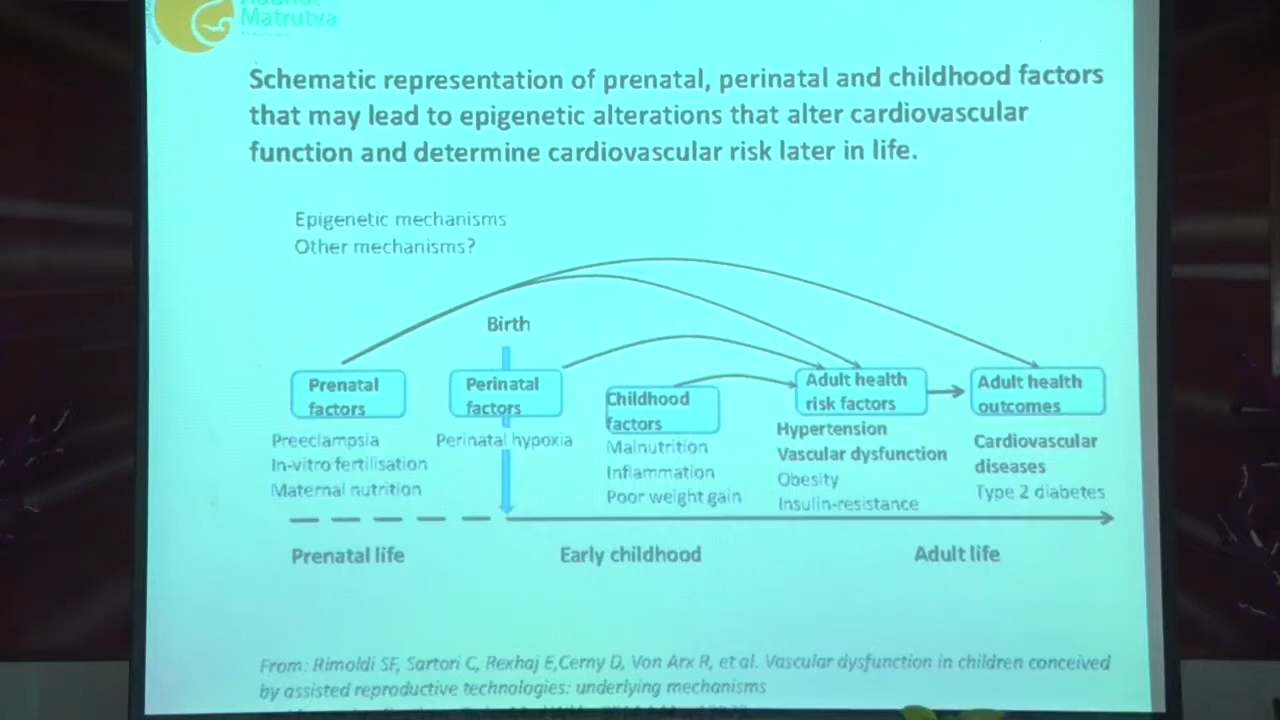 Matrutva
Schematic representation of prenatal, perinatal and childhood factors
that may lead to epigenetic alterations that alter cardiovascular
function and determine cardiovascular risk later in life.
Epigenetic mechanisms
Other mechanisms?
Birth
Prenatal
factors
Preeclampsia
In-vitro fertilisation
Maternal nutrition
Perinatal
factors
Perinatal hypoxia
Childhood
factors
Malnutrition
Inflammation
Poor weight gain
Adult health
risk factors
Hypertension
Vascular dysfunction
Obesity
Insulin-resistance
Adult health
outcomes
Cardiovascular
diseases
Type 2 diabetes
Prenatal life
Early childhood
Adult life
From: Rimoldi SF, Sartori C, Rexhaj E,Cerny D, Von Arx R, et al. Vascular dysfunction in children conceived
by assisted reproductive technologies: underlying mechanisms